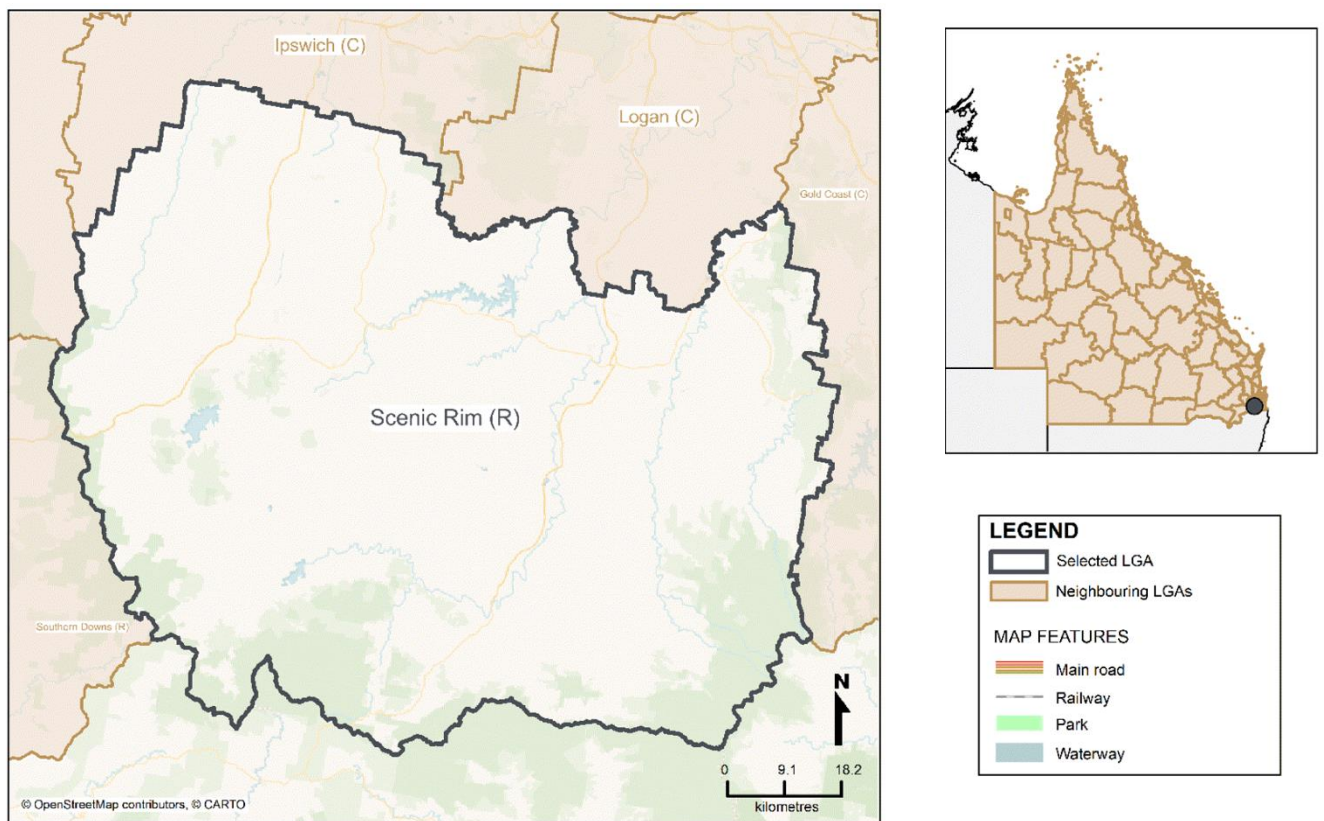 Ipswich (C)
Logan (C)
Gold Coast (C)
Scenic Rim (R)
Southern Downs (R)
N
0 9.1 18.2
kilometres
© OpenStreetMap contributors, © CARTO
LEGEND
Selected LGA
Neighbouring LGAs
MAP FEATURES
Main road
Railway
Park
Waterway